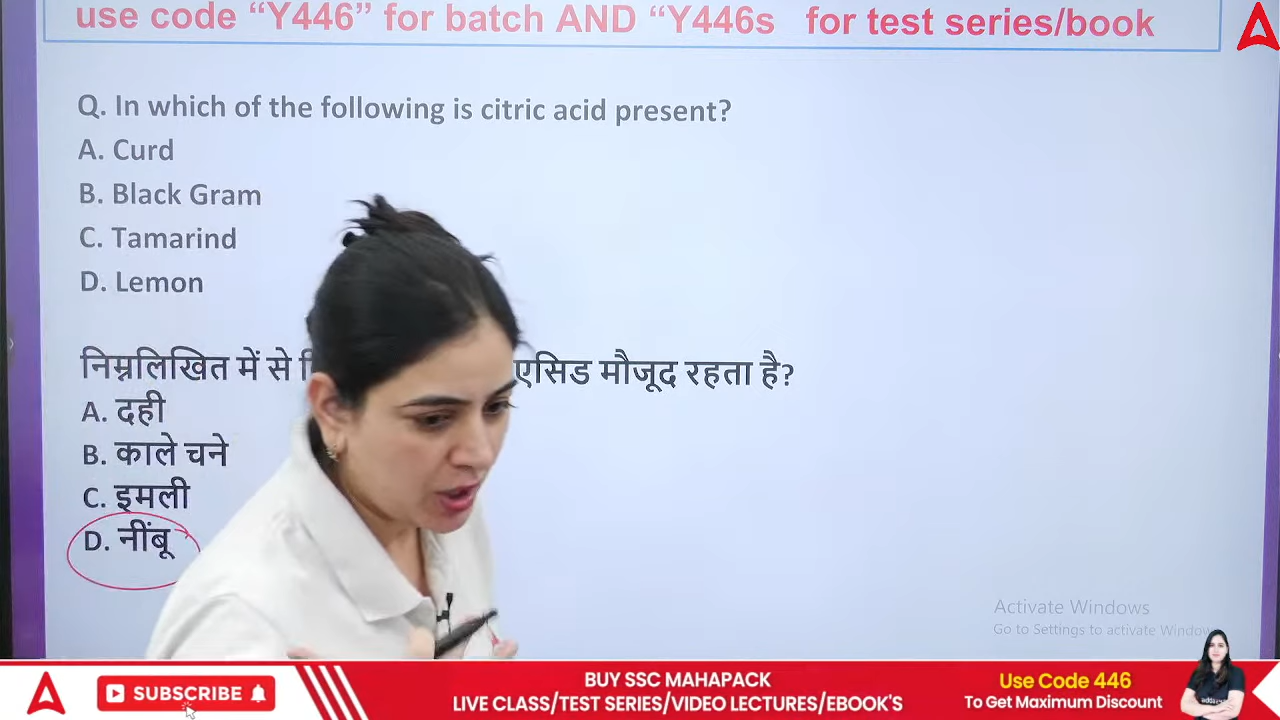 use code “Y446” for batch AND “Y446s for test series/book
Q. In which of the following is citric acid present?
A. Curd
B. Black Gram
C. Tamarind
D. Lemon
निम्नलिखित में से एसिड मौजूद रहता है?
A. दही
B. काले चने
C. इमली
D. नींबू
Activate Windows
Go to Settings to activate Windows
SUBSCRIBE
BUY SSC MAHAPACK
LIVE CLASS/TEST SERIES/VIDEO LECTURES/EBOOK'S
Use Code 446
To Get Maximum Discount